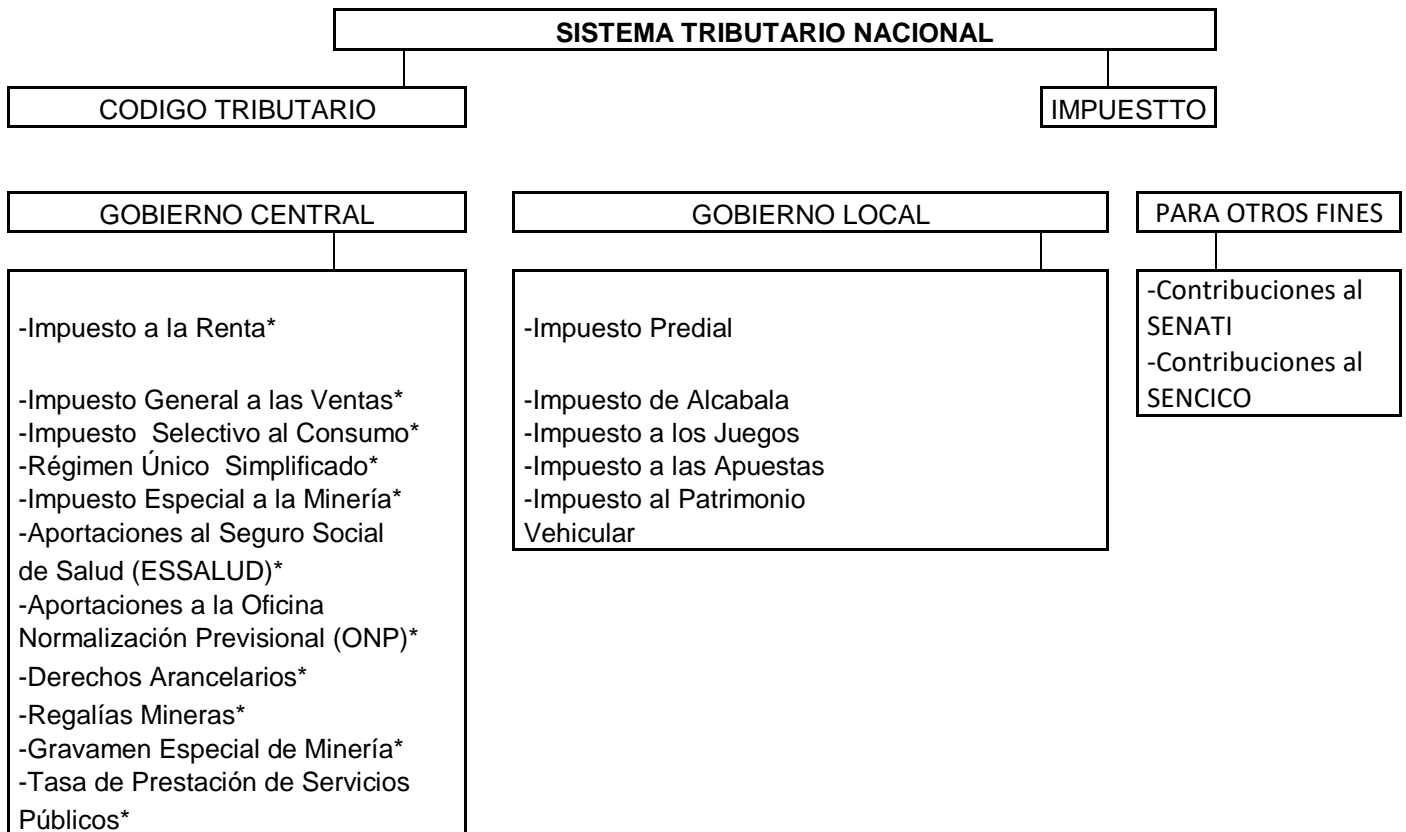 SISTEMA TRIBUTARIO NACIONAL
CODIGO TRIBUTARIO
IMPUESTTO
GOBIERNO CENTRAL
-Impuesto a la Renta*
-Impuesto General a las Ventas*
-Impuesto Selectivo al Consumo*
-Régimen Único Simplificado*
-Impuesto Especial a la Minería*
-Aportaciones al Seguro Social
de Salud (ESSALUD)*
-Aportaciones a la Oficina
Normalización Previsional (ONP)*
-Derechos Arancelarios*
-Regalías Mineras*
-Gravamen Especial de Minería*
-Tasa de Prestación de Servicios
Públicos*
GOBIERNO LOCAL
-Impuesto Predial
-Impuesto de Alcabala
-Impuesto a los Juegos
-Impuesto a las Apuestas
-Impuesto al Patrimonio
Vehicular
PARA OTROS FINES
-Contribuciones al
SENATI
-Contribuciones al
SENCICO